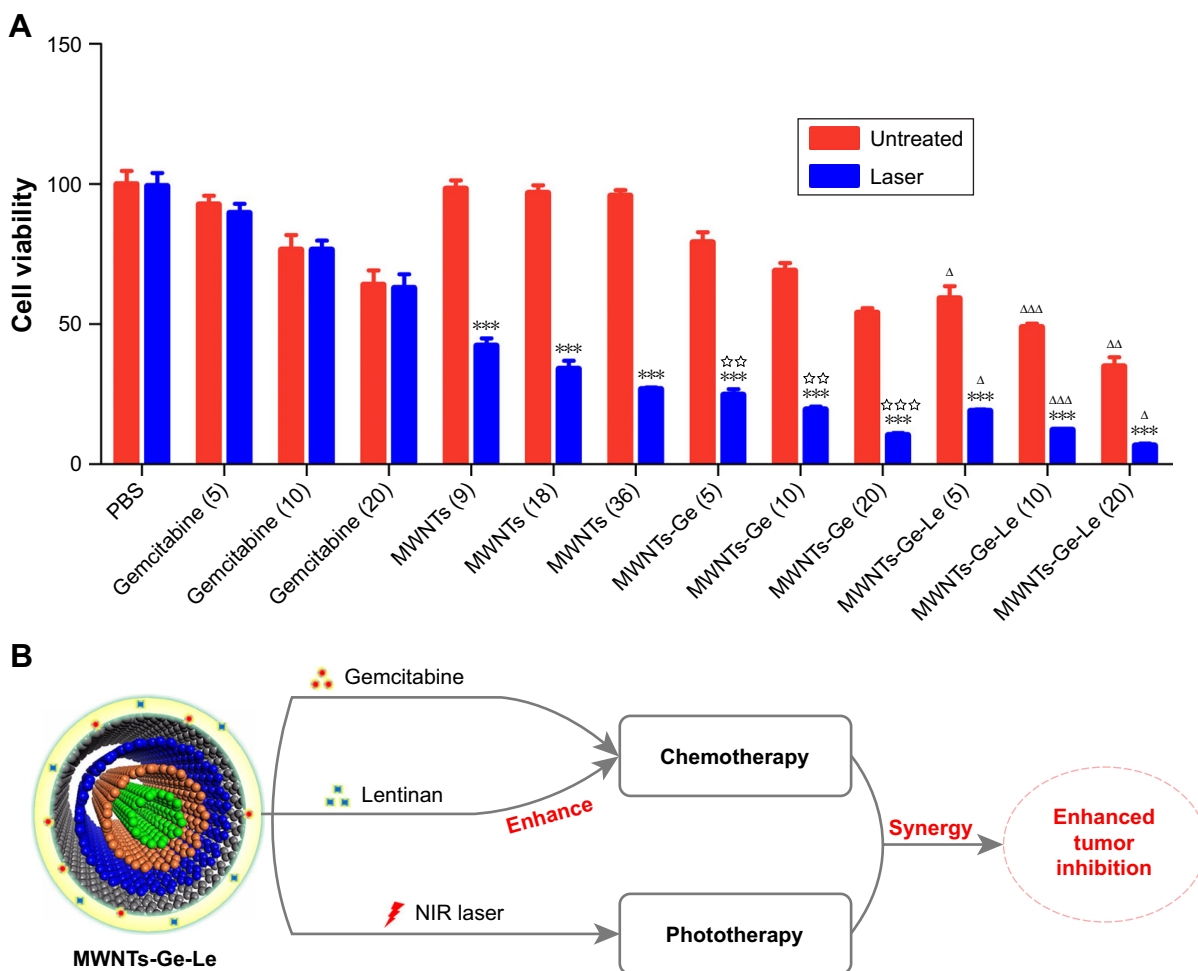 A
150
100
50
0
Cell viability
Untreated
Laser
***
***
***
☆☆
***
☆☆
***
☆☆☆
***
Δ
Δ
***
ΔΔΔ
ΔΔΔ
***
ΔΔ
Δ
***
PBS
Gemcitabine (5)
Gemcitabine (10)
Gemcitabine (20)
MWNTs (9)
MWNTs (18)
MWNTs (36)
MWNTs-Ge (5)
MWNTs-Ge (10)
MWNTs-Ge (20)
MWNTs-Ge-Le (5)
MWNTs-Ge-Le (10)
MWNTs-Ge-Le (20)
B
MWNTs-Ge-Le
Gemcitabine
Lentinan
Enhance
NIR laser
Chemotherapy
Phototherapy
Synergy
Enhanced
tumor
inhibition